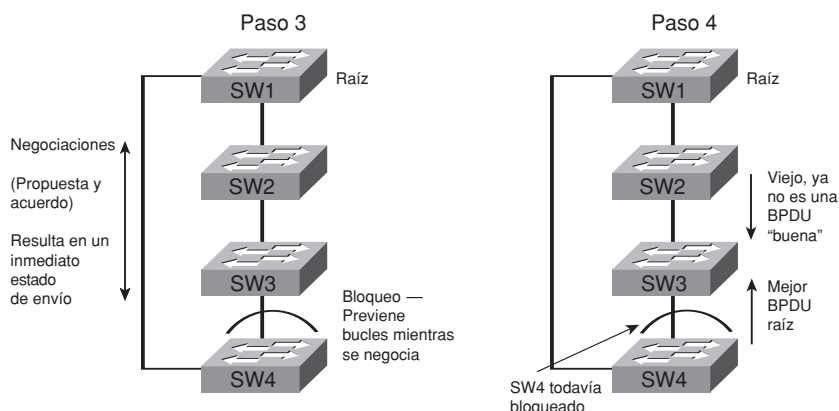 Paso 3
SW1
Raíz
Negociaciones
(Propuesta y
acuerdo)
Resulta en un
inmediato
estado
de envío
SW2
SW3
Bloqueo —
Previene
bucles mientras
se negocia
SW4
Paso 4
SW1
Raíz
SW2
Viejo, ya
no es una
BPDU
“buena”
SW3
Mejor
BPDU
raíz
SW4
SW4 todavía
bloqueado